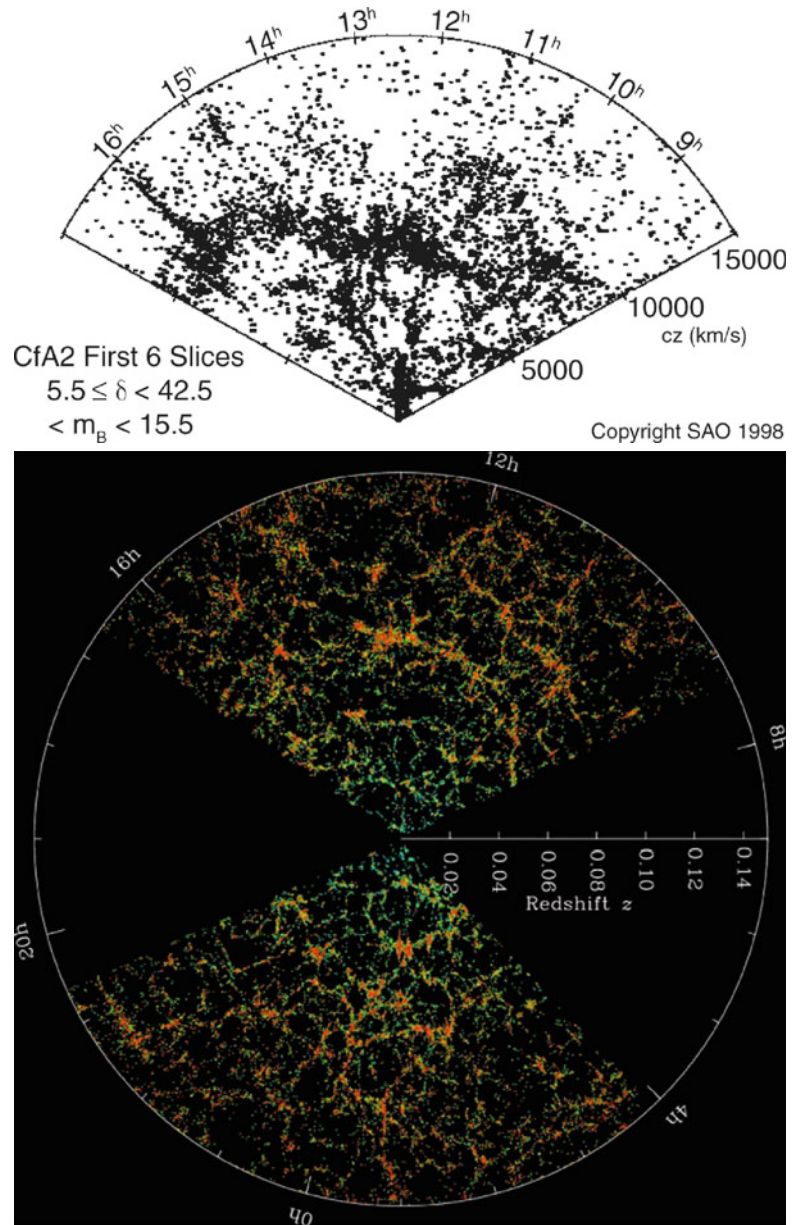 16ʰ
15ʰ
14ʰ
13ʰ
12ʰ
11ʰ
10ʰ
9ʰ
15000
10000
cz (km/s)
5000
CfA2 First 6 Slices
5.5 ≤ δ < 42.5
< m_B < 15.5
Copyright SAO 1998
12h
16h
8h
0.02
0.04
0.06
0.08
0.10
0.12
0.14
Redshift z
20h
4h
0h